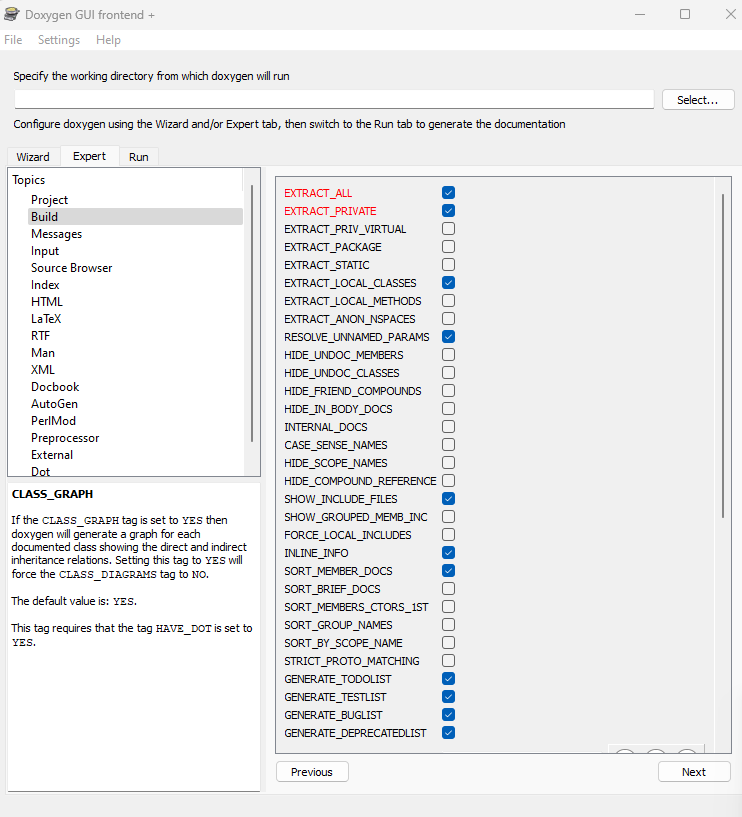 Doxygen GUI frontend +
File Settings Help
Specify the working directory from which doxygen will run
Select...
Configure doxygen using the Wizard and/or Expert tab, then switch to the Run tab to generate the documentation
Wizard Expert Run
Topics
Project
Build
Messages
Input
Source Browser
Index
HTML
LaTeX
RTF
Man
XML
Docbook
AutoGen
PerlMod
Preprocessor
External
Dot
CLASS_GRAPH
If the CLASS_GRAPH tag is set to YES then
doxygen will generate a graph for each
documented class showing the direct and indirect
inheritance relations. Setting this tag to YES will
force the CLASS_DIAGRAMS tag to NO.
The default value is: YES.
This tag requires that the tag HAVE_DOT is set to
YES.
EXTRACT_ALL
EXTRACT_PRIVATE
EXTRACT_PRIV_VIRTUAL
EXTRACT_PACKAGE
EXTRACT_STATIC
EXTRACT_LOCAL_CLASSES
EXTRACT_LOCAL_METHODS
EXTRACT_ANON_NSPACES
RESOLVE_UNNAMED_PARAMS
HIDE_UNDOC_MEMBERS
HIDE_UNDOC_CLASSES
HIDE_FRIEND_COMPOUNDS
HIDE_IN_BODY_DOCS
INTERNAL_DOCS
CASE_SENSE_NAMES
HIDE_SCOPE_NAMES
HIDE_COMPOUND_REFERENCE
SHOW_INCLUDE_FILES
SHOW_GROUPED_MEMB_INC
FORCE_LOCAL_INCLUDES
INLINE_INFO
SORT_MEMBER_DOCS
SORT_BRIEF_DOCS
SORT_MEMBERS_CTORS_1ST
SORT_GROUP_NAMES
SORT_BY_SCOPE_NAME
STRICT_PROTO_MATCHING
GENERATE_TODOLIST
GENERATE_TESTLIST
GENERATE_BUGLIST
GENERATE_DEPRECATEDLIST
Previous Next